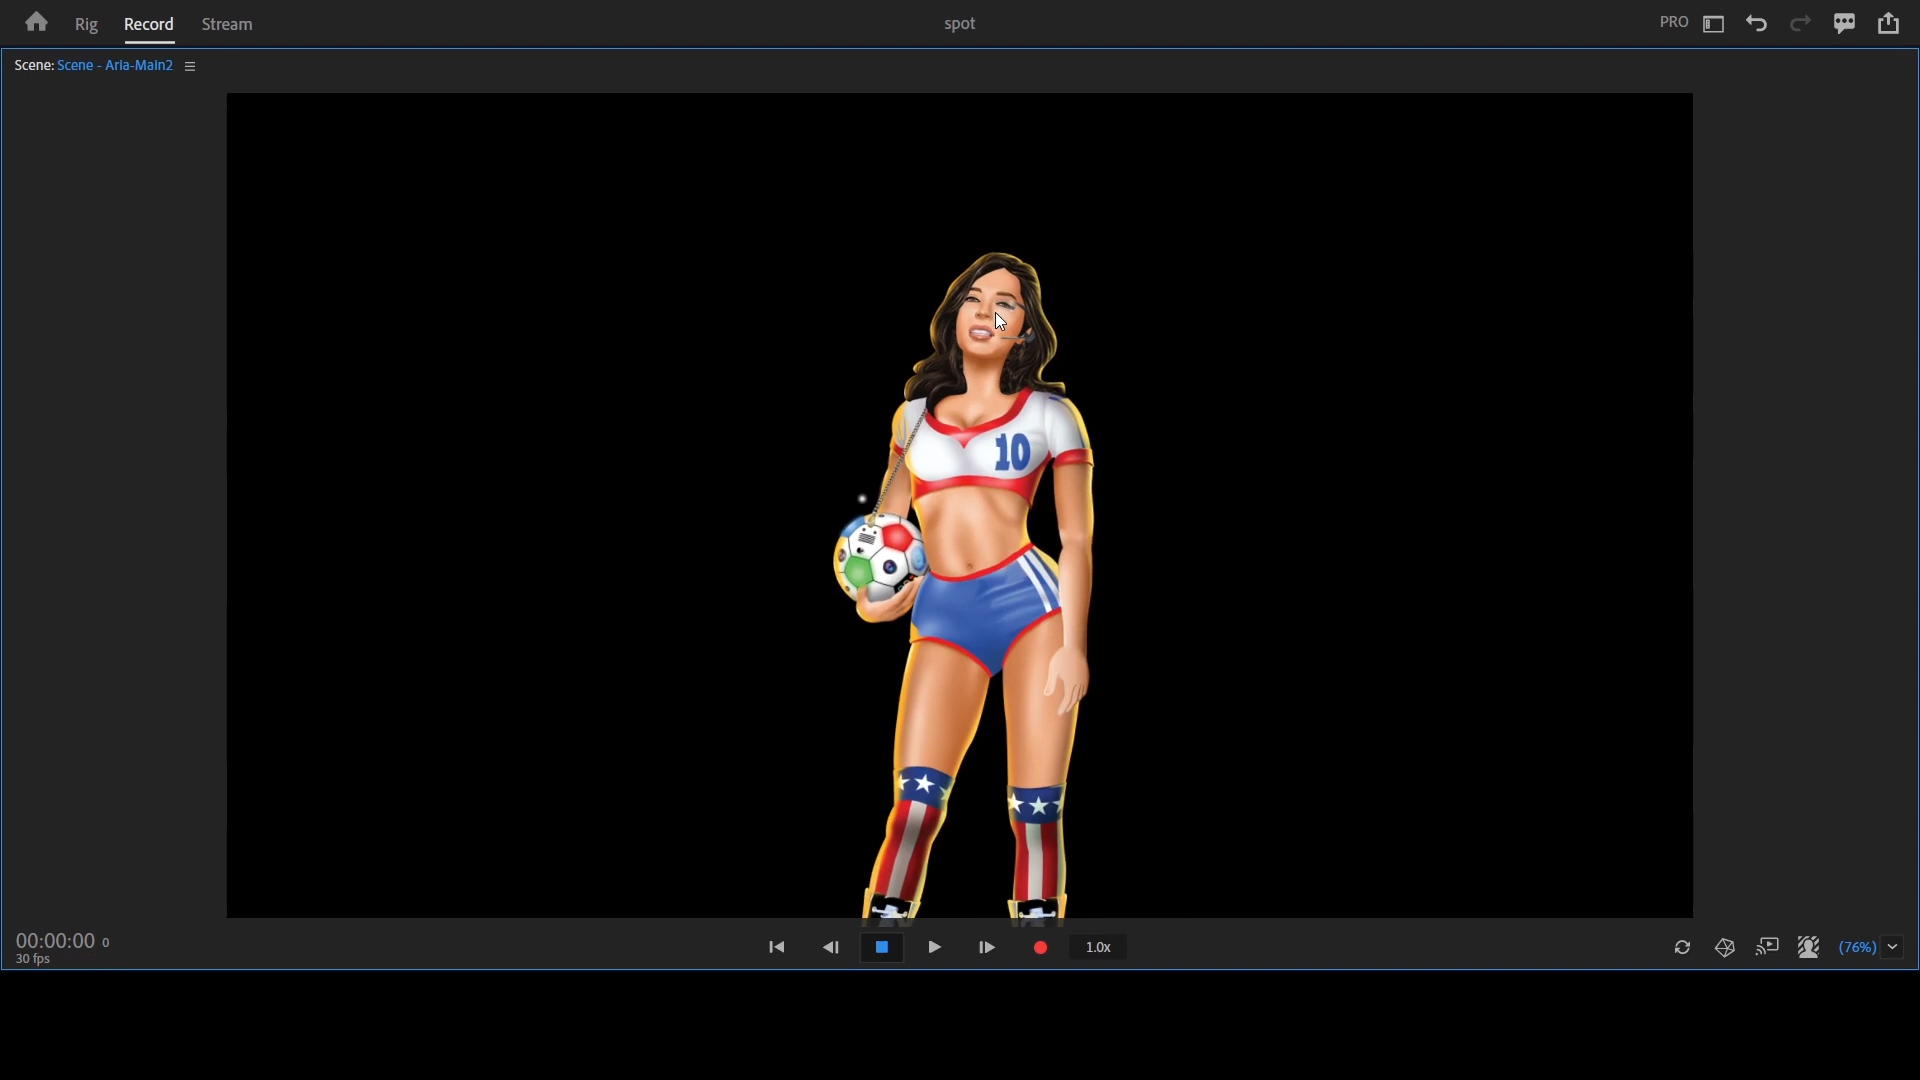 Rig Record Stream spot PRO
Scene: Scene - Aria-Main2
10
00:00:00 0
30 fps
1.0x
(76%)